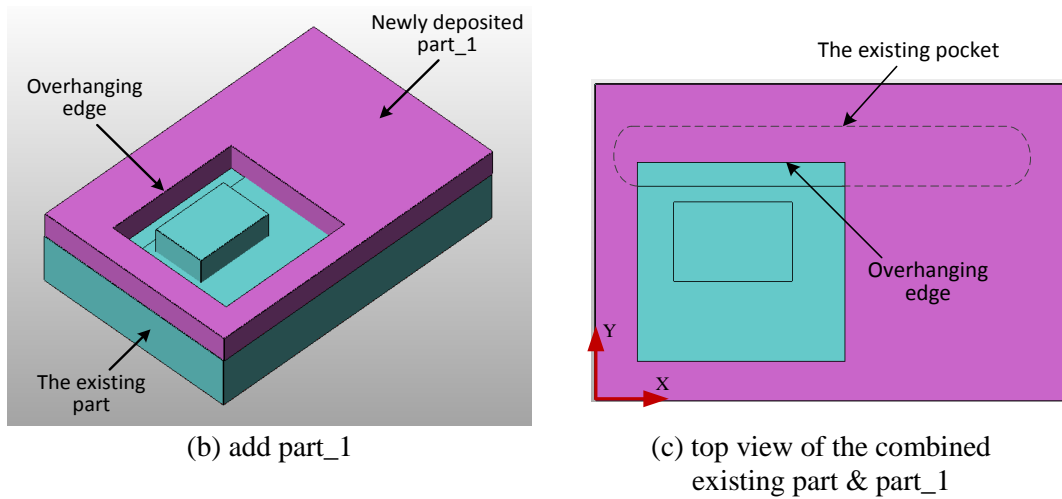 Newly deposited
part_1
Overhanging
edge
The existing
part
(b) add part_1
The existing pocket
Overhanging
edge
Y
X
(c) top view of the combined
existing part & part_1